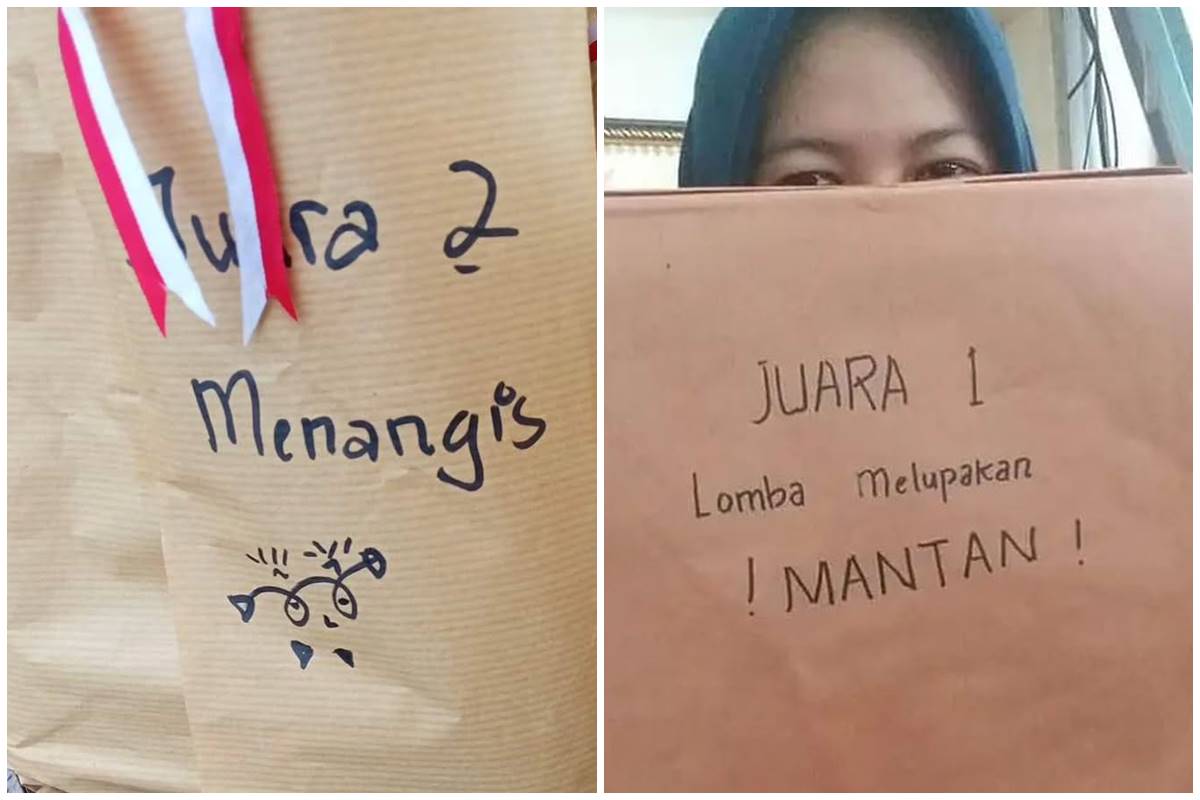 Juara 2
Menangis
JUARA 1
Lomba Melupakan
! MANTAN !